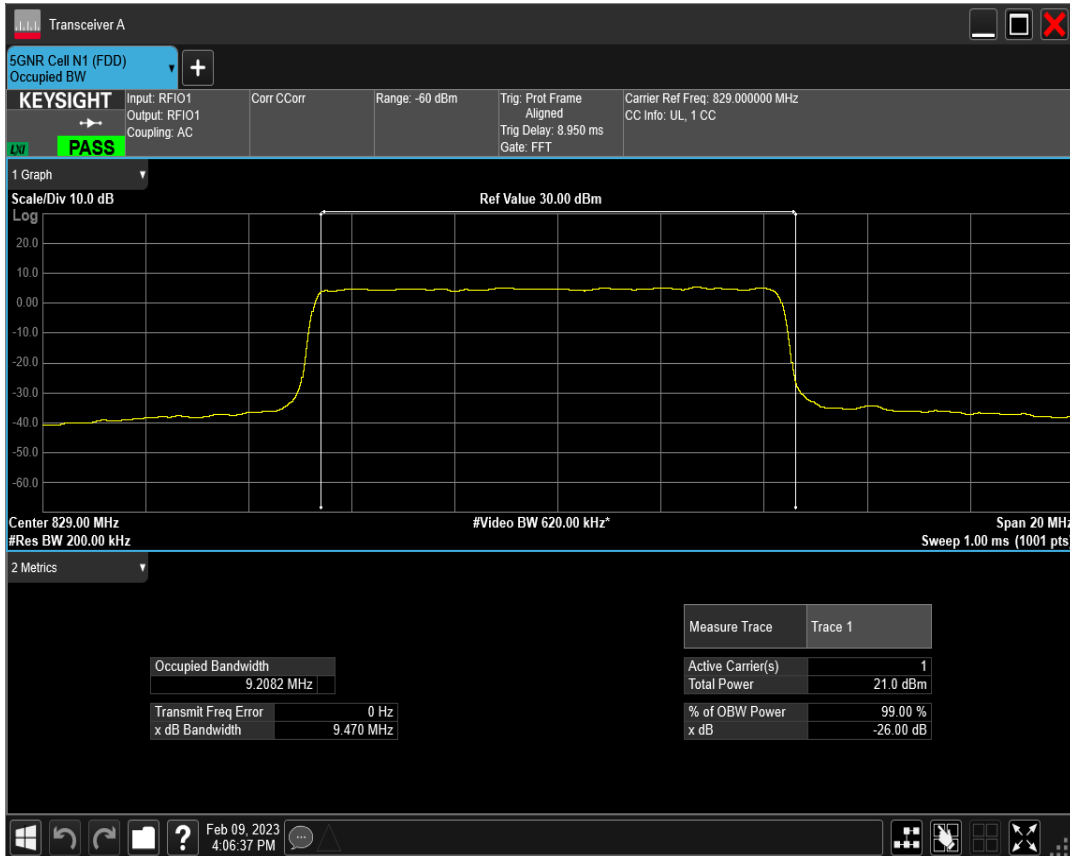 Transceiver A
5GNR Cell N1 (FDD)
Occupied BW
KEYSIGHT
LXI
PASS
Input: RFIO1
Output: RFIO1
Coupling: AC
Corr CCorr
Range: -60 dBm
Trig: Prot Frame
Aligned
Trig Delay: 8.950 ms
Gate: FFT
Carrier Ref Freq: 829.000000 MHz
CC Info: UL, 1 CC
1 Graph
Scale/Div 10.0 dB
Ref Value 30.00 dBm
Log
20.0
10.0
0.00
-10.0
-20.0
-30.0
-40.0
-50.0
-60.0
Center 829.00 MHz
#Video BW 620.00 kHz*
Span 20 MHz
#Res BW 200.00 kHz
Sweep 1.00 ms (1001 pts)
2 Metrics
Measure Trace Trace 1
Occupied Bandwidth
9.2082 MHz
Active Carrier(s) 1
Total Power 21.0 dBm
Transmit Freq Error 0 Hz
x dB Bandwidth 9.470 MHz
% of OBW Power 99.00 %
x dB -26.00 dB
?
Feb 09, 2023
4:06:37 PM